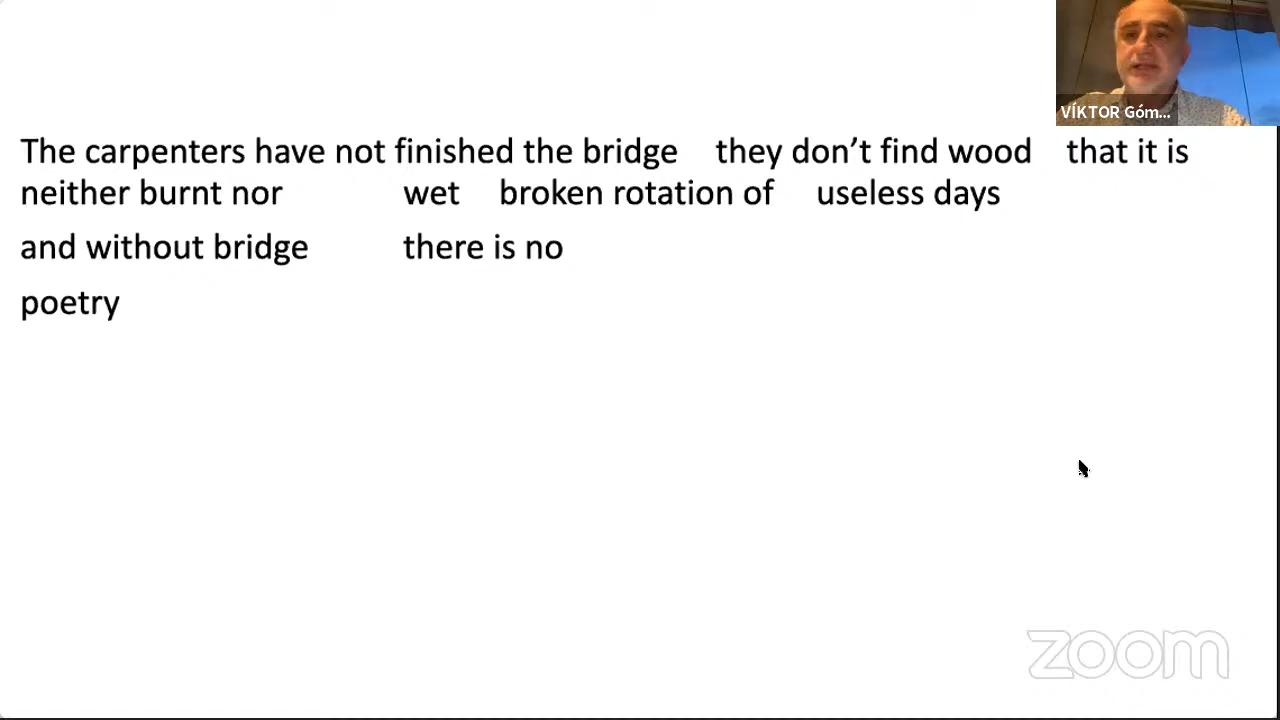 VÍKTOR Góm...
The carpenters have not finished the bridge they don't find wood that it is
neither burnt nor wet broken rotation of useless days
and without bridge there is no
poetry
zoom